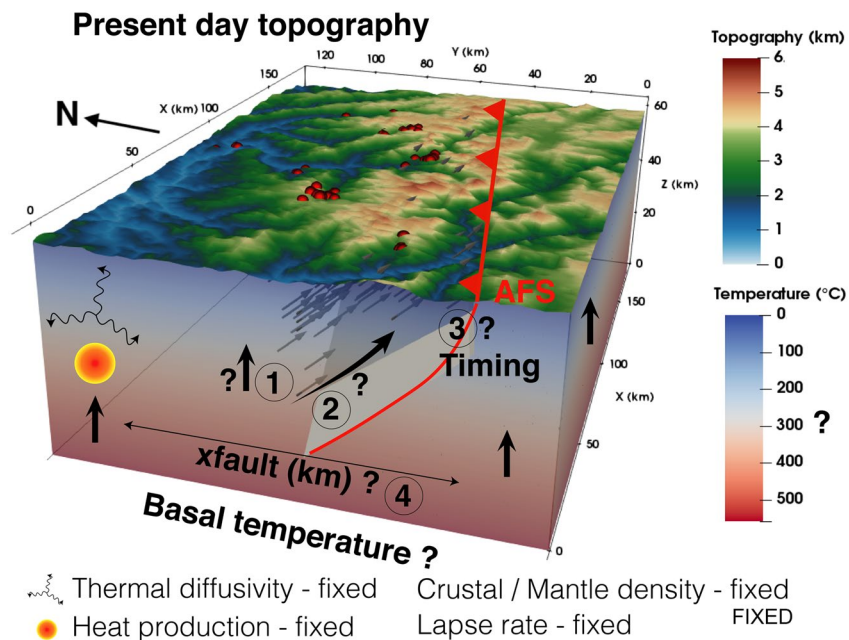 Present day topography
Y (km)
120
100
80
60
40
20
0
150
X (km) 100
50
0
N
60
40
Z (km)
20
0
150
100
X (km)
50
0
Topography (km)
6
5
4
3
2
1
0
Temperature (°C)
0
100
200
300 ?
400
500
AFS
3 ?
Timing
? 1
?
2
xfault (km) ? 4
Basal temperature ?
Thermal diffusivity - fixed
Crustal / Mantle density - fixed
FIXED
Heat production - fixed
Lapse rate - fixed